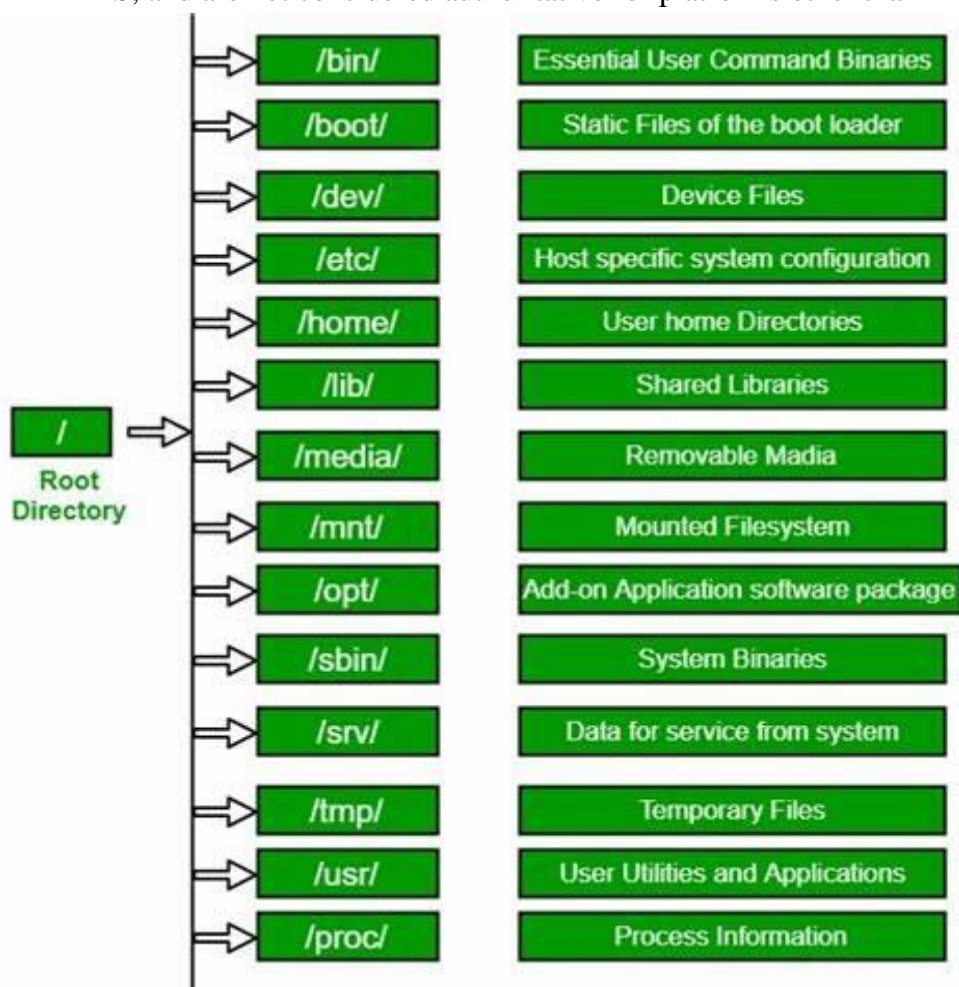 /bin/ Essential User Command Binaries
/boot/ Static Files of the boot loader
/dev/ Device Files
/etc/ Host specific system configuration
/home/ User home Directories
/lib/ Shared Libraries
/
Root
Directory
/media/ Removable Madia
/mnt/ Mounted Filesystem
/opt/ Add-on Application software package
/sbin/ System Binaries
/srv/ Data for service from system
/tmp/ Temporary Files
/usr/ User Utilities and Applications
/proc/ Process Information